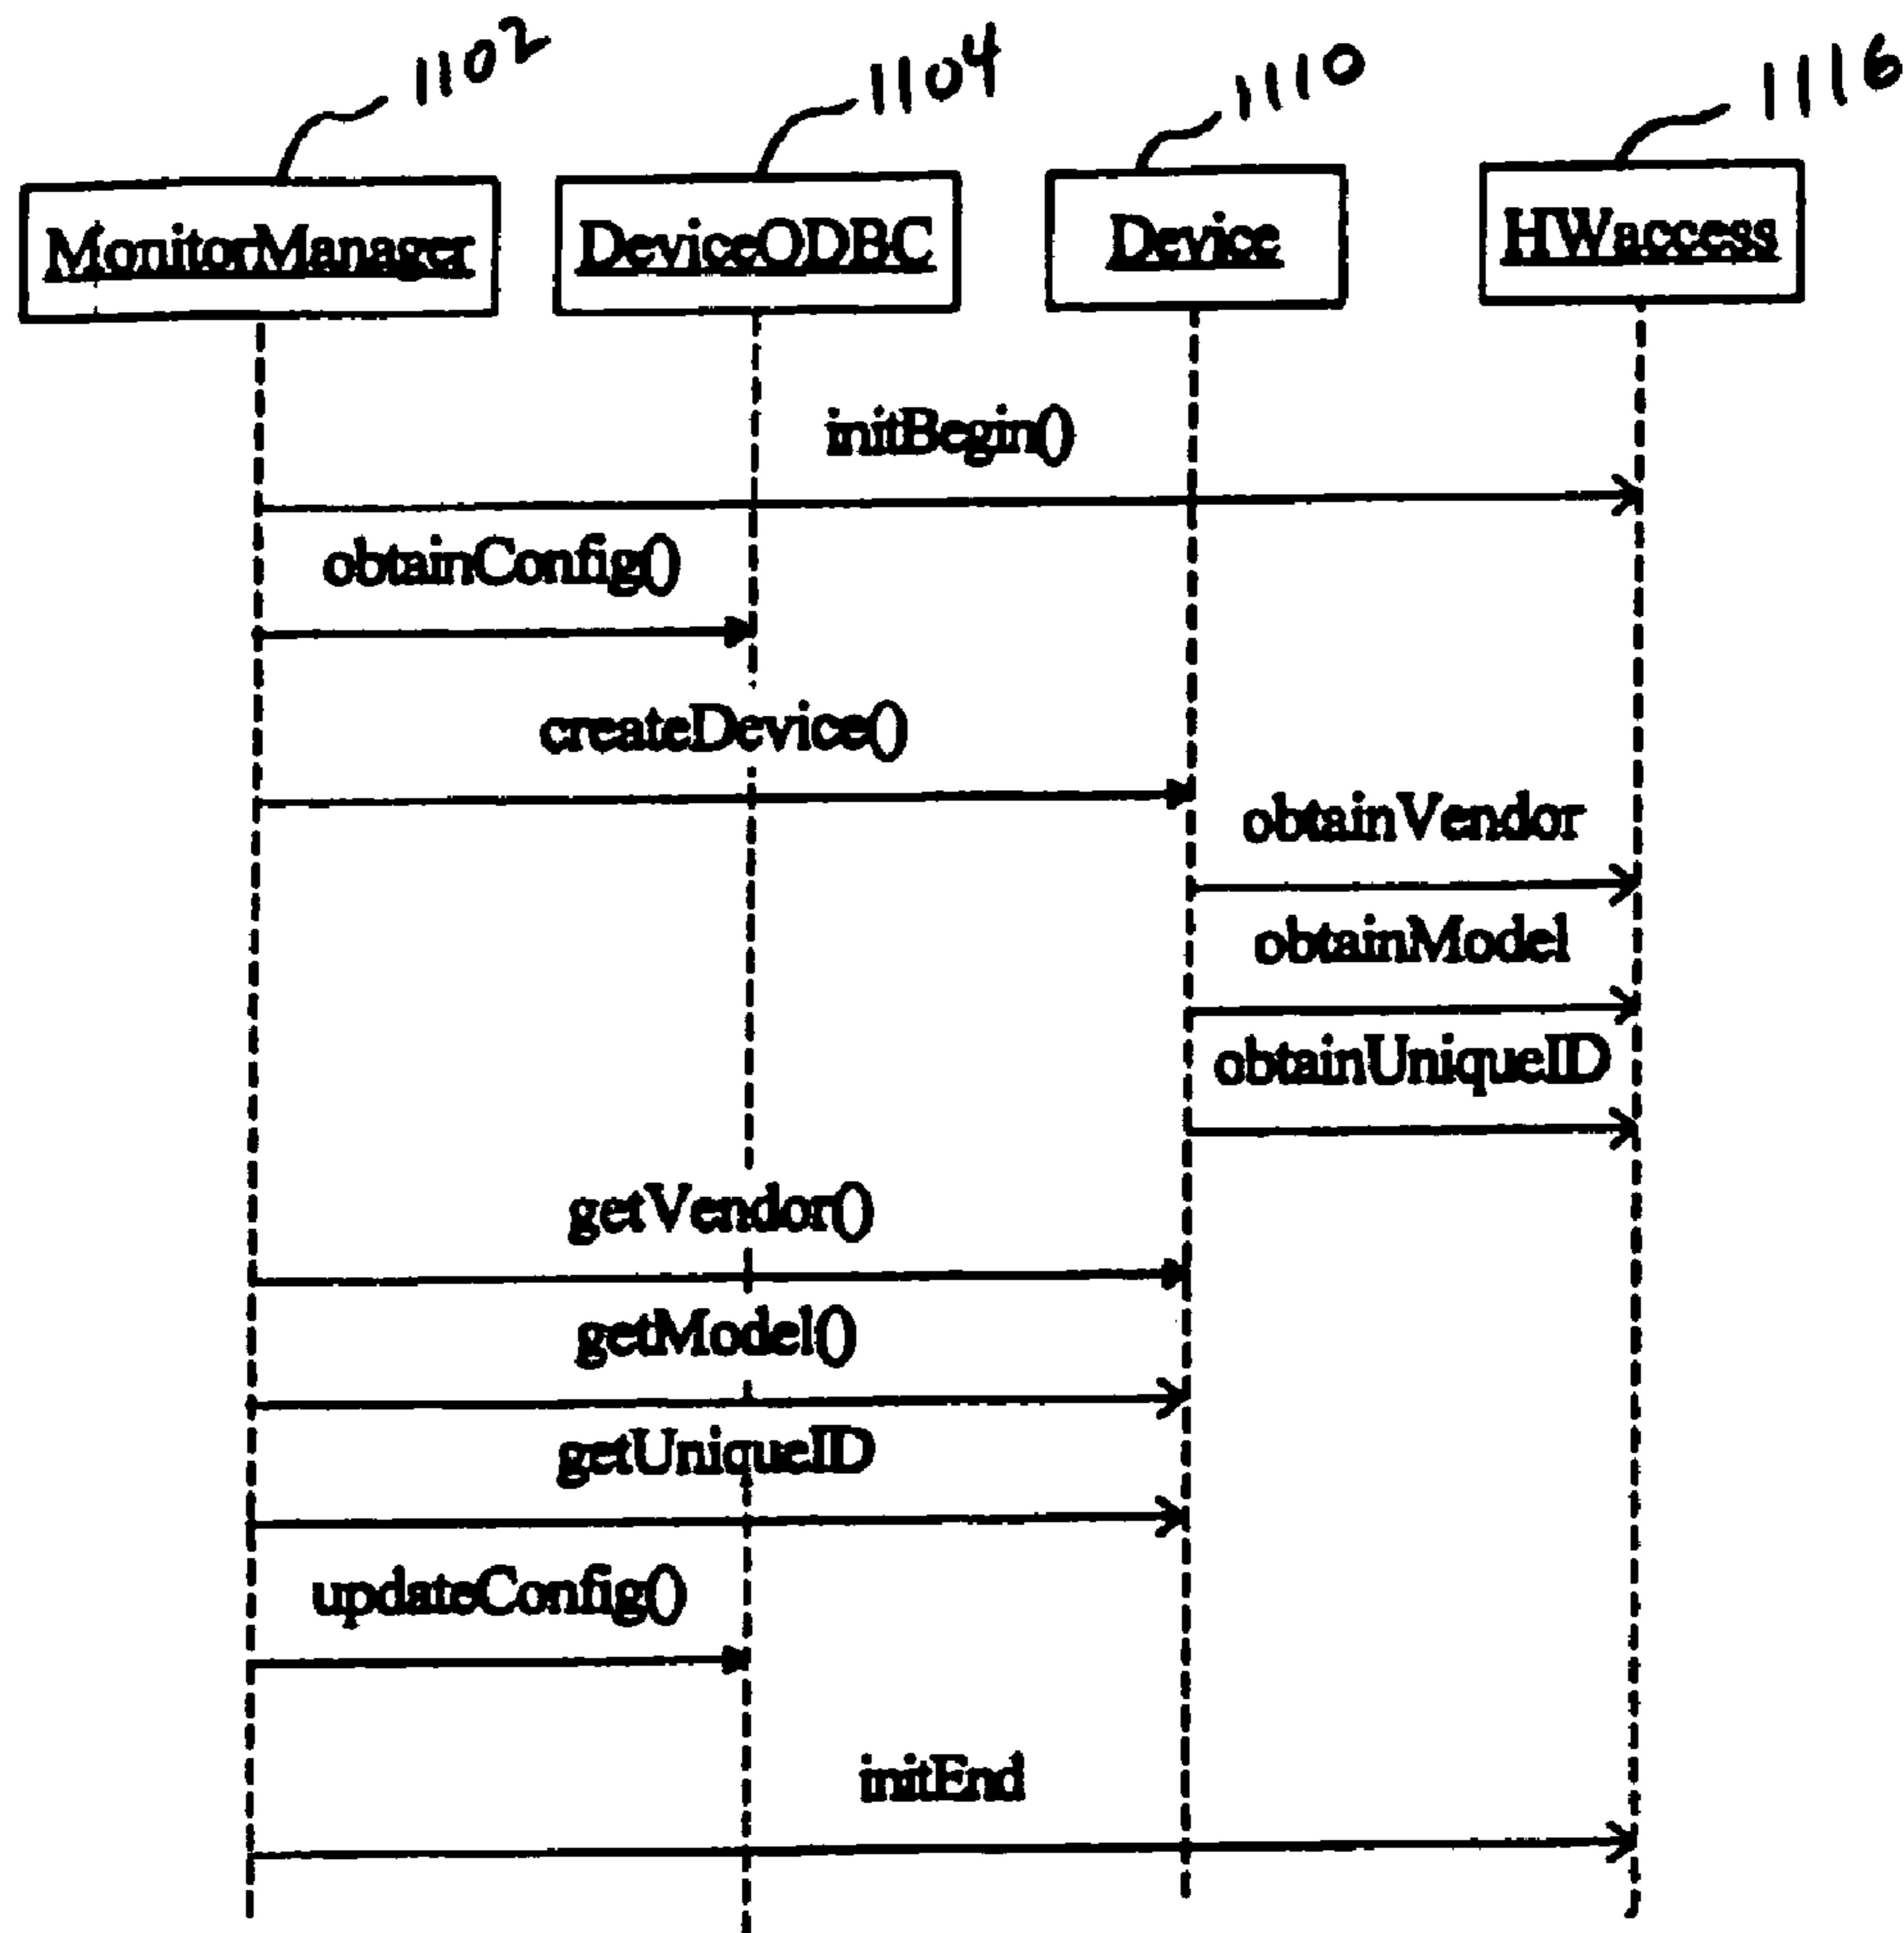 1102
1104
1110
1116
MonitorManager
DeviceODBC
Device
HWaccess
initBegin()
obtainConfig()
createDevice()
obtainVendor
obtainModel
obtainUniqueID
getVendor()
getModel()
getUniqueID
updateConfig()
initEnd